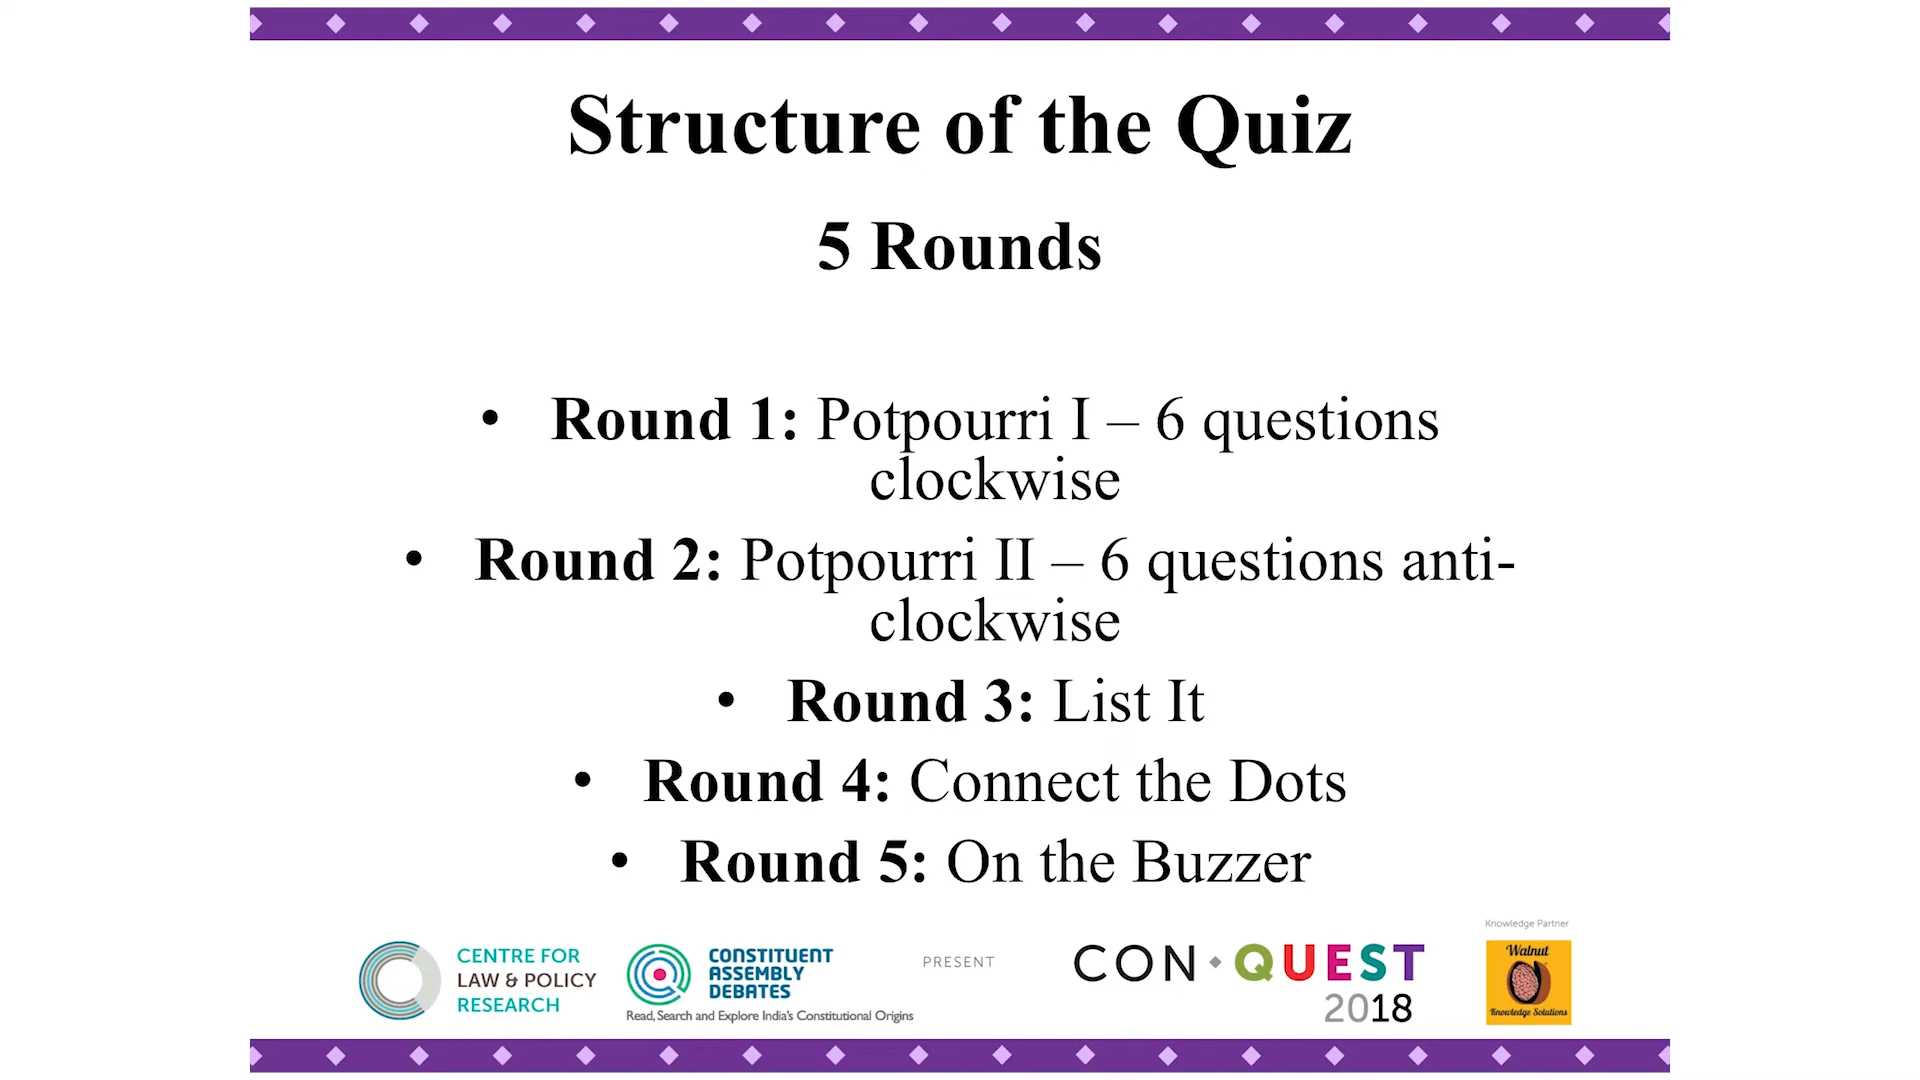 Structure of the Quiz
5 Rounds
• Round 1: Potpourri I – 6 questions
clockwise
• Round 2: Potpourri II – 6 questions anti-
clockwise
• Round 3: List It
• Round 4: Connect the Dots
• Round 5: On the Buzzer
CENTRE FOR
LAW & POLICY
RESEARCH
CONSTITUENT
ASSEMBLY
DEBATES
Read, Search and Explore India's Constitutional Origins
PRESENT
CON QUEST
2018
Knowledge Partner
Walnut
Knowledge Solutions